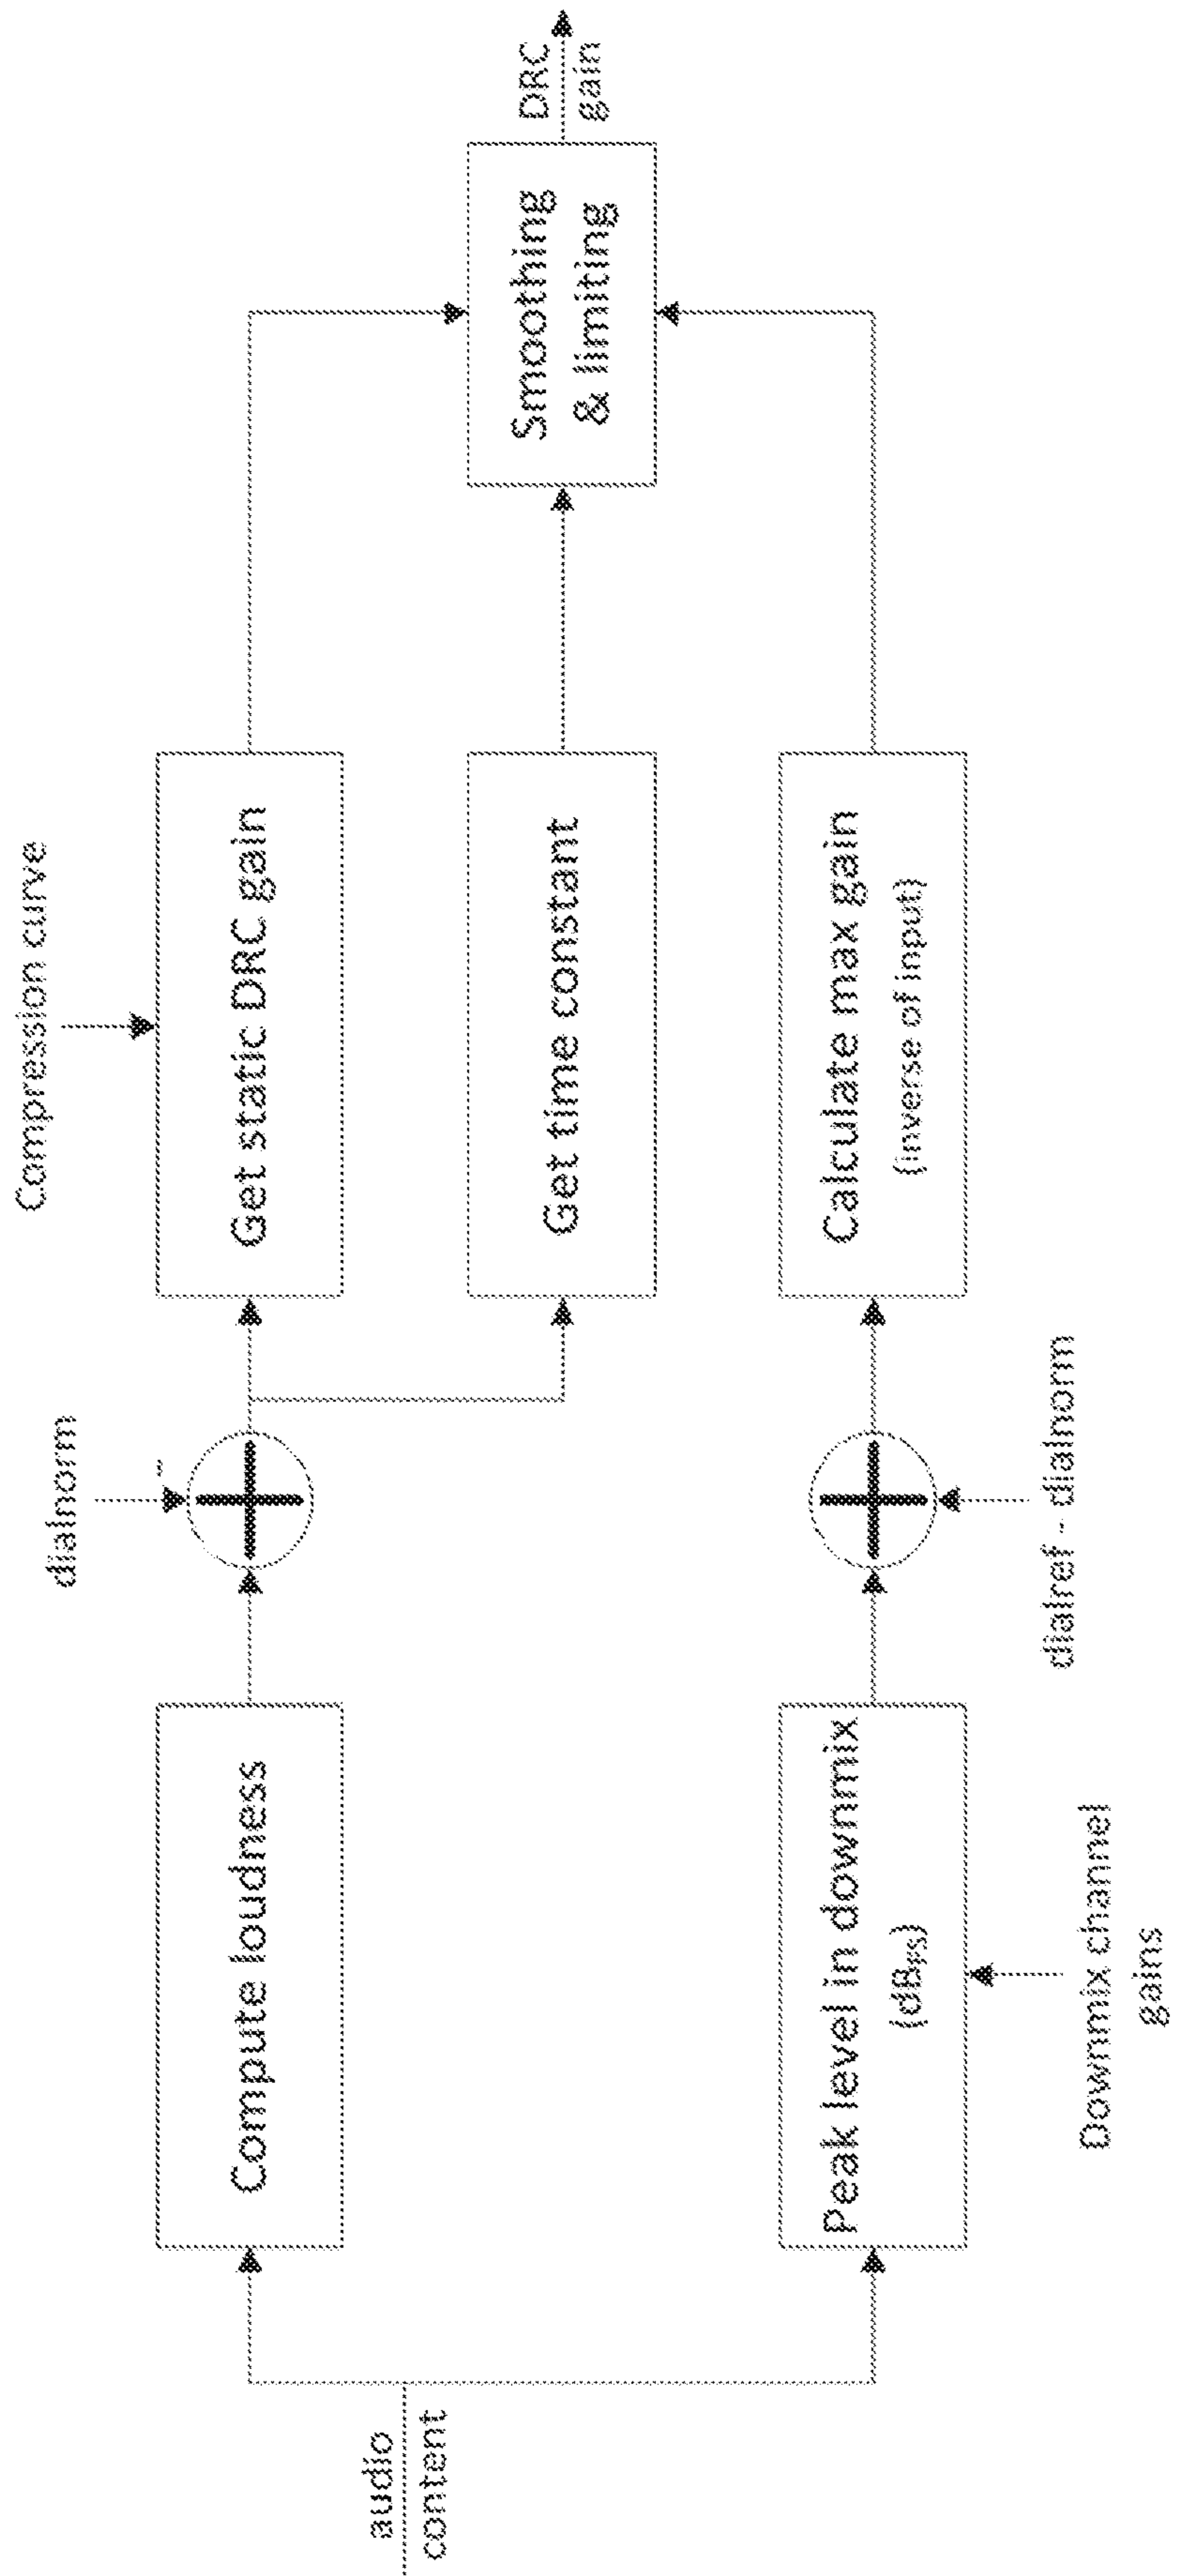 audio
content
Compute loudness
Peak level in downmix
(dBFS)
Downmix channel
gains
dialnorm
-
dialref - dialnorm
Compression curve
Get static DRC gain
Get time constant
Calculate max gain
(inverse of input)
Smoothing
& limiting
DRC
gain